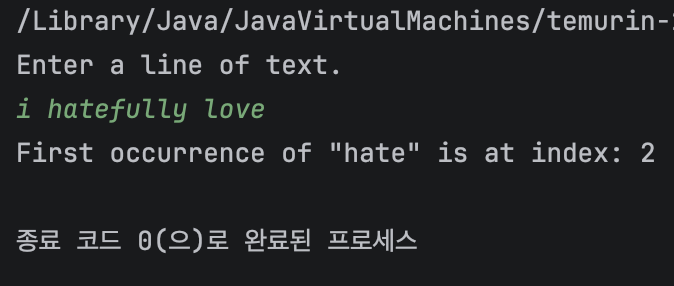 /Library/Java/JavaVirtualMachines/temurin-
Enter a line of text.
i hatefully love
First occurrence of "hate" is at index: 2
종료 코드 0(으)로 완료된 프로세스